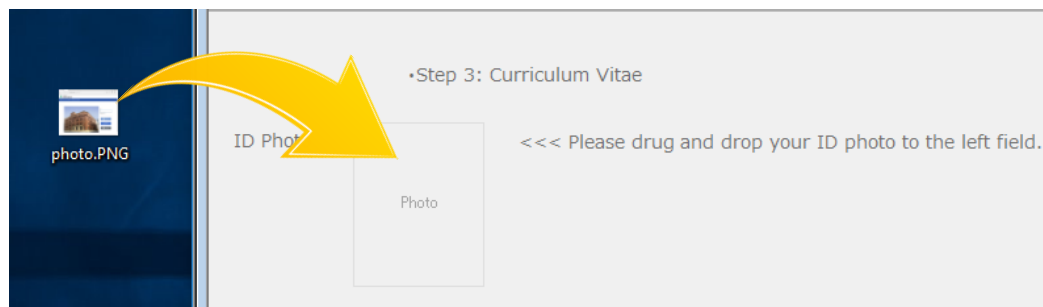 •Step 3: Curriculum Vitae
ID Phot
<<< Please drug and drop your ID photo to the left field.
photo.PNG
Photo